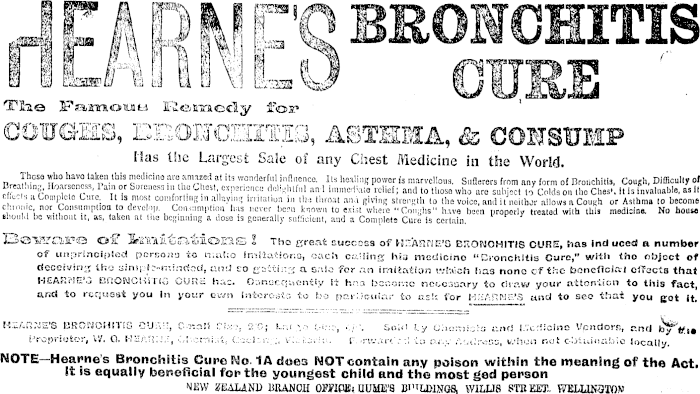 HEARNE'S BRONCHITIS
CURE
The Famous Remedy for
COUGHS, BRONCHITIS, ASTHMA, & CONSUMP
Has the Largest Sale of any Chest Medicine in the World.
Those who have taken this medicine are amazed at its wonderful influence. Its healing power is marvellous. Sufferers from any form of Bronchitis, Cough, Difficulty of
Breathing, Hoarseness, Pain or Soreness in the Chest, experience delightful and immediate relief; and to those who are subject to Colds on the Chest, it is invaluable, as it
effects a Complete Cure. It is most comforting in allaying irritation in the throat and giving strength to the voice, and it neither allows a Cough or Asthma to become
chronic, nor Consumption to develop. Consumption has never been known to exist where "Coughs" have been properly treated with this medicine. No house
should be without it, as, taken at the beginning a dose is generally sufficient, and a Complete Cure is certain.
Beware of Imitations! The great success of HEARNE'S BRONCHITIS CURE, has induced a number
of unprincipled persons to make imitations, each calling his medicine "Bronchitis Cure," with the object of
deceiving the simple-minded, and so getting a sale for an imitation which has none of the beneficial effects that
HEARNE'S BRONCHITIS CURE has. Consequently it has become necessary to draw your attention to this fact,
and to request you in your own interests to be particular to ask for HEARNE'S and to see that you get it.
HEARNE'S BRONCHITIS CURE, Small Size, 2/6; Sold by Chemists and Medicine Vendors, and by the
Proprietor, W. G. HEARNE, Chemist, Forwarded to any Address, when not obtainable locally.
NOTE—Hearne's Bronchitis Cure No. 1A does NOT contain any poison within the meaning of the Act.
It is equally beneficial for the youngest child and the most ged person
NEW ZEALAND BRANCH OFFICE: HUME'S BUILDINGS, WILLIS STREET, WELLINGTON